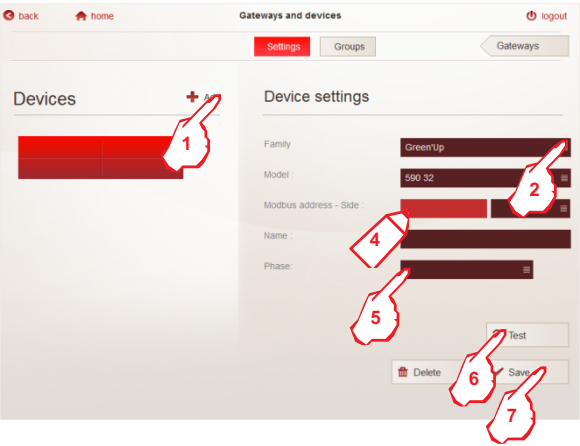 back home Gateways and devices logout
Settings Groups Gateways
Devices
Device settings
1
Family
Green'Up
Model :
590 32
2
Modbus address - Side :
4
Name :
Phase:
5
Test
Delete
6
Save
7